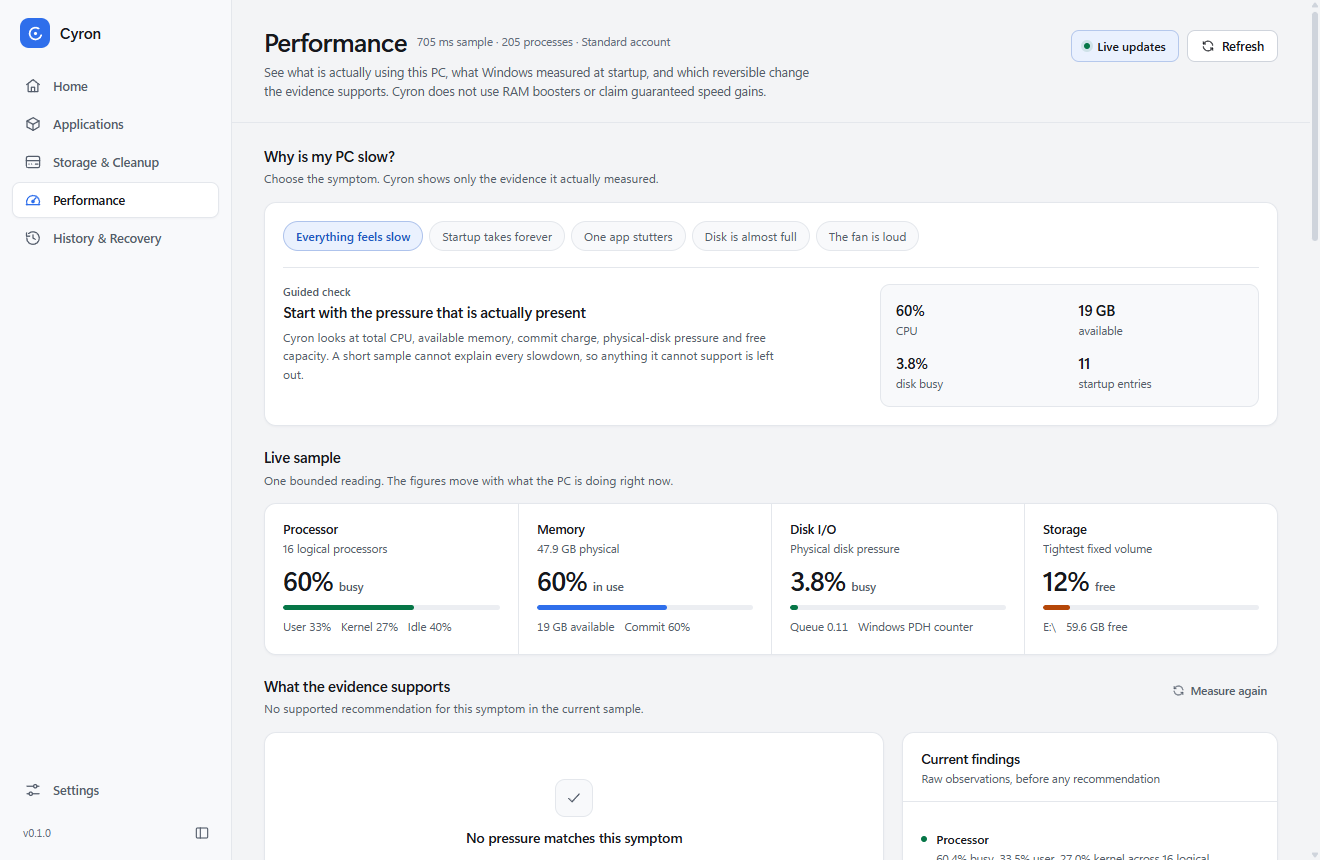 Cyron
Home
Applications
Storage & Cleanup
Performance
History & Recovery
Settings
v0.1.0
Performance 705 ms sample · 205 processes · Standard account
See what is actually using this PC, what Windows measured at startup, and which reversible change
the evidence supports. Cyron does not use RAM boosters or claim guaranteed speed gains.
Live updates
Refresh
Why is my PC slow?
Choose the symptom. Cyron shows only the evidence it actually measured.
Everything feels slow
Startup takes forever
One app stutters
Disk is almost full
The fan is loud
Guided check
Start with the pressure that is actually present
Cyron looks at total CPU, available memory, commit charge, physical-disk pressure and free
capacity. A short sample cannot explain every slowdown, so anything it cannot support is left
out.
60%
CPU
19 GB
available
3.8%
disk busy
11
startup entries
Live sample
One bounded reading. The figures move with what the PC is doing right now.
Processor
16 logical processors
60% busy
User 33% Kernel 27% Idle 40%
Memory
47.9 GB physical
60% in use
19 GB available Commit 60%
Disk I/O
Physical disk pressure
3.8% busy
Queue 0.11 Windows PDH counter
Storage
Tightest fixed volume
12% free
E:\ 59.6 GB free
What the evidence supports
No supported recommendation for this symptom in the current sample.
Measure again
No pressure matches this symptom
Current findings
Raw observations, before any recommendation
Processor
60.4% busy, 33.5% user, 27.0% kernel across 16 logical